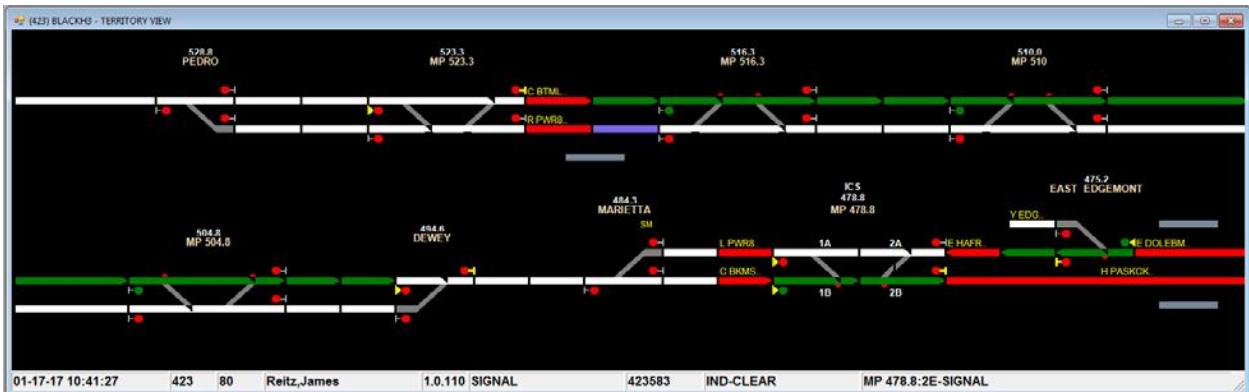 (423) BLACKH3 - TERRITORY VIEW
528.8
PEDRO
523.3
MP 523.3
516.3
MP 516.3
510.0
MP 510
C BTML..
R PWR8..
504.8
MP 504.8
494.6
DEWEY
484.3
MARIETTA
SM
ICS
478.8
MP 478.8
475.2
EAST EDGEMONT
Y EDG..
L PWR8..
1A
2A
E HAFR..
E DOLEBM..
C BKMS..
1B
2B
H PASKCK..
01-17-17 10:41:27 423 80 Reitz,James 1.0.110 SIGNAL 423583 IND-CLEAR MP 478.8:2E-SIGNAL